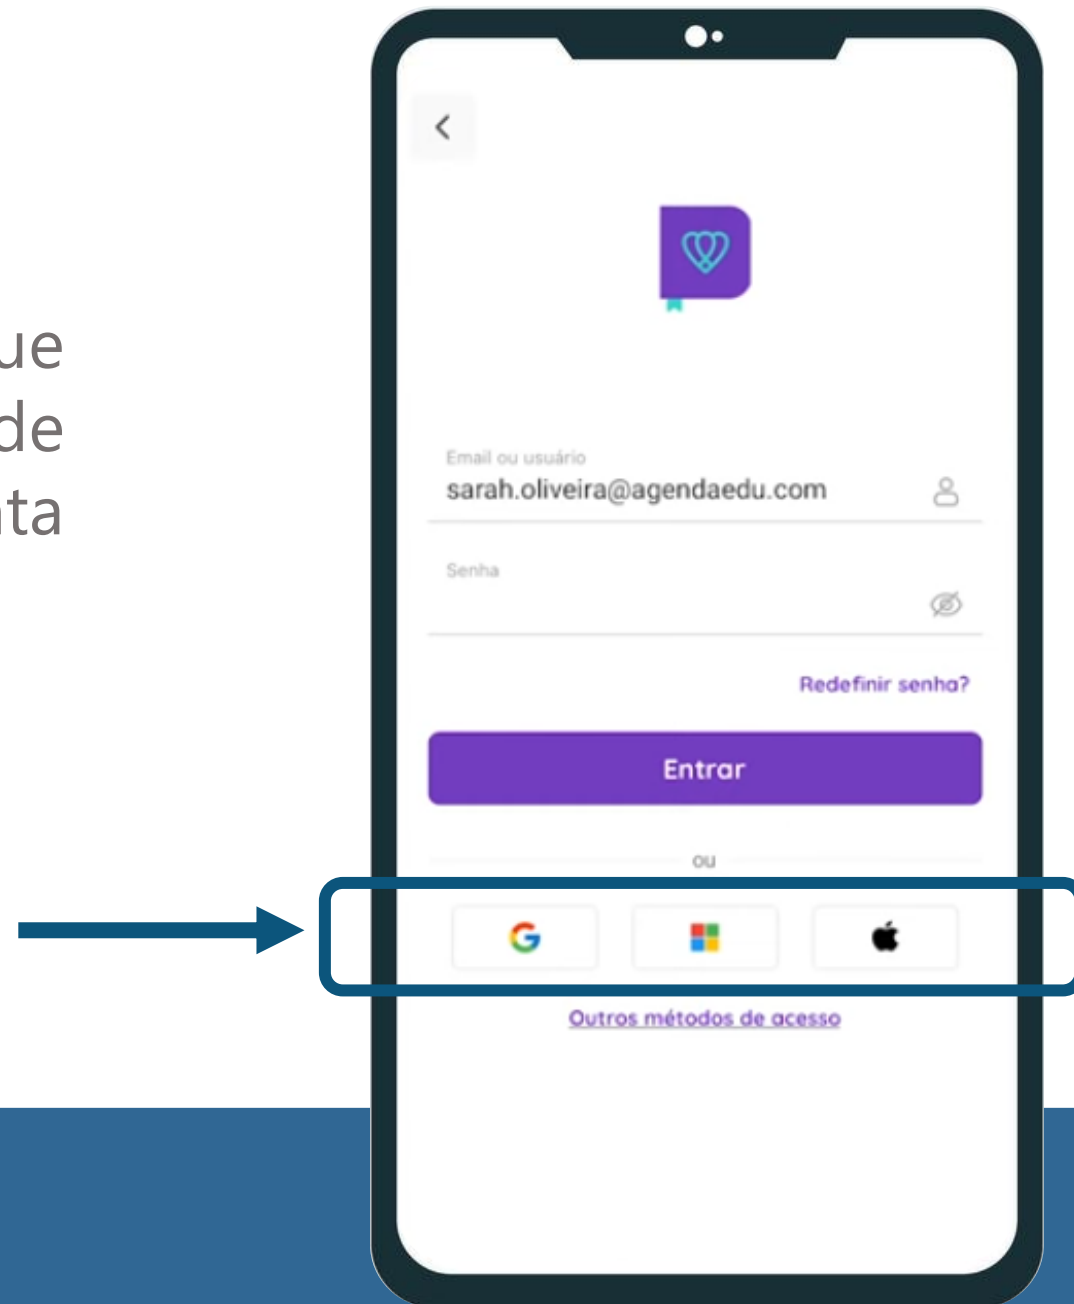 ue
de
ta
Email ou usuário
sarah.oliveira@agendaedu.com
Senha
Redefinir senha?
Entrar
ou
Outros métodos de acesso